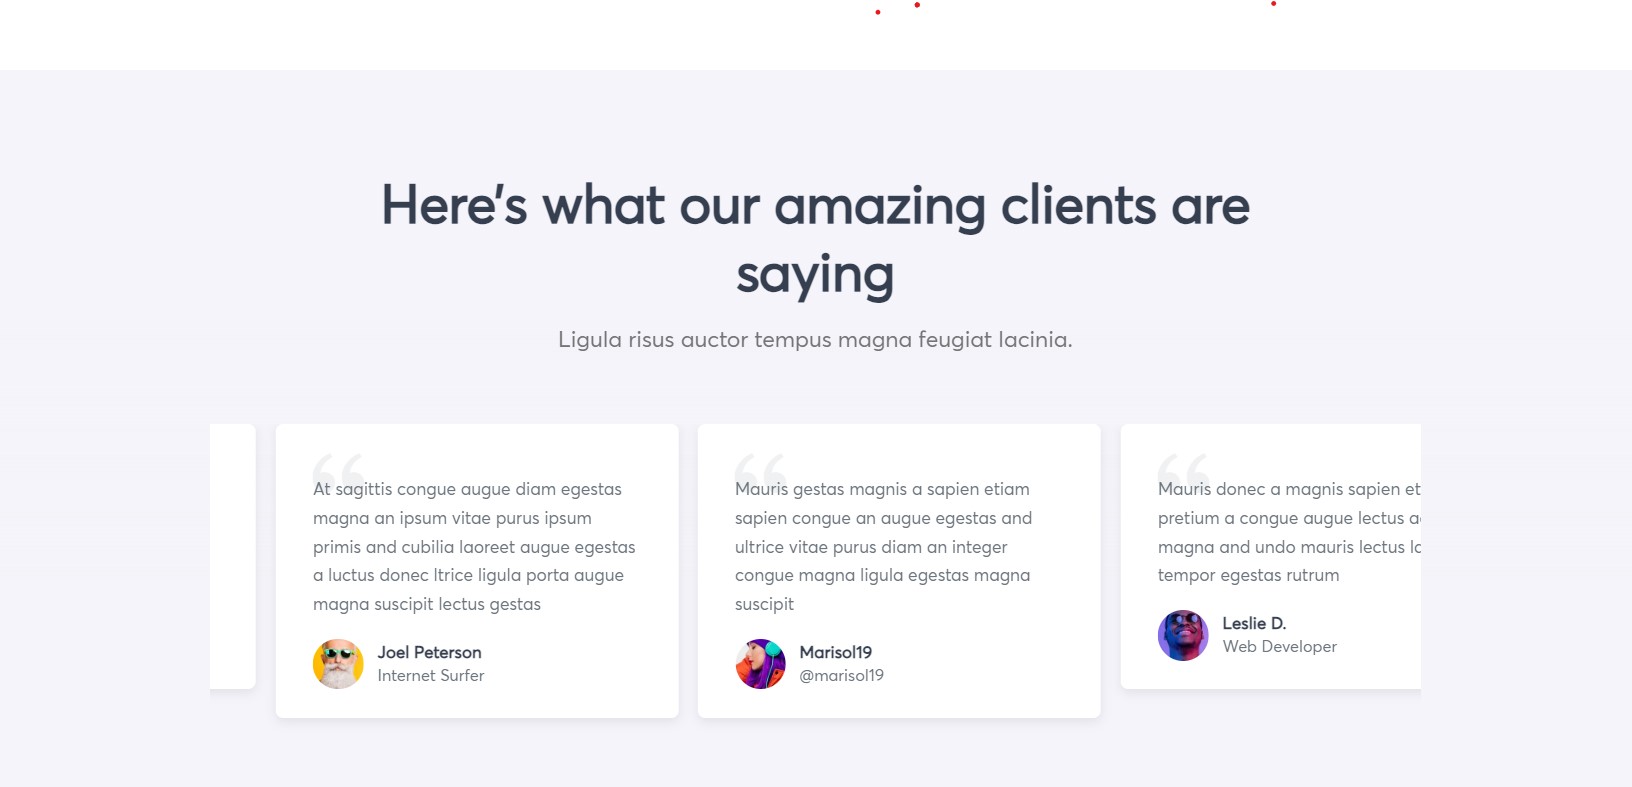 Here's what our amazing clients are
saying
Ligula risus auctor tempus magna feugiat lacinia.
At sagittis congue augue diam egestas
magna an ipsum vitae purus ipsum
primis and cubilia laoreet augue egestas
a luctus donec ltrice ligula porta augue
magna suscipit lectus gestas
Joel Peterson
Internet Surfer
Mauris gestas magnis a sapien etiam
sapien congue an augue egestas and
ultrice vitae purus diam an integer
congue magna ligula egestas magna
suscipit
Marisol19
@marisol19
Mauris donec a magnis sapien et
pretium a congue augue lectus
magna and undo mauris lectus
tempor egestas rutrum
Leslie D.
Web Developer